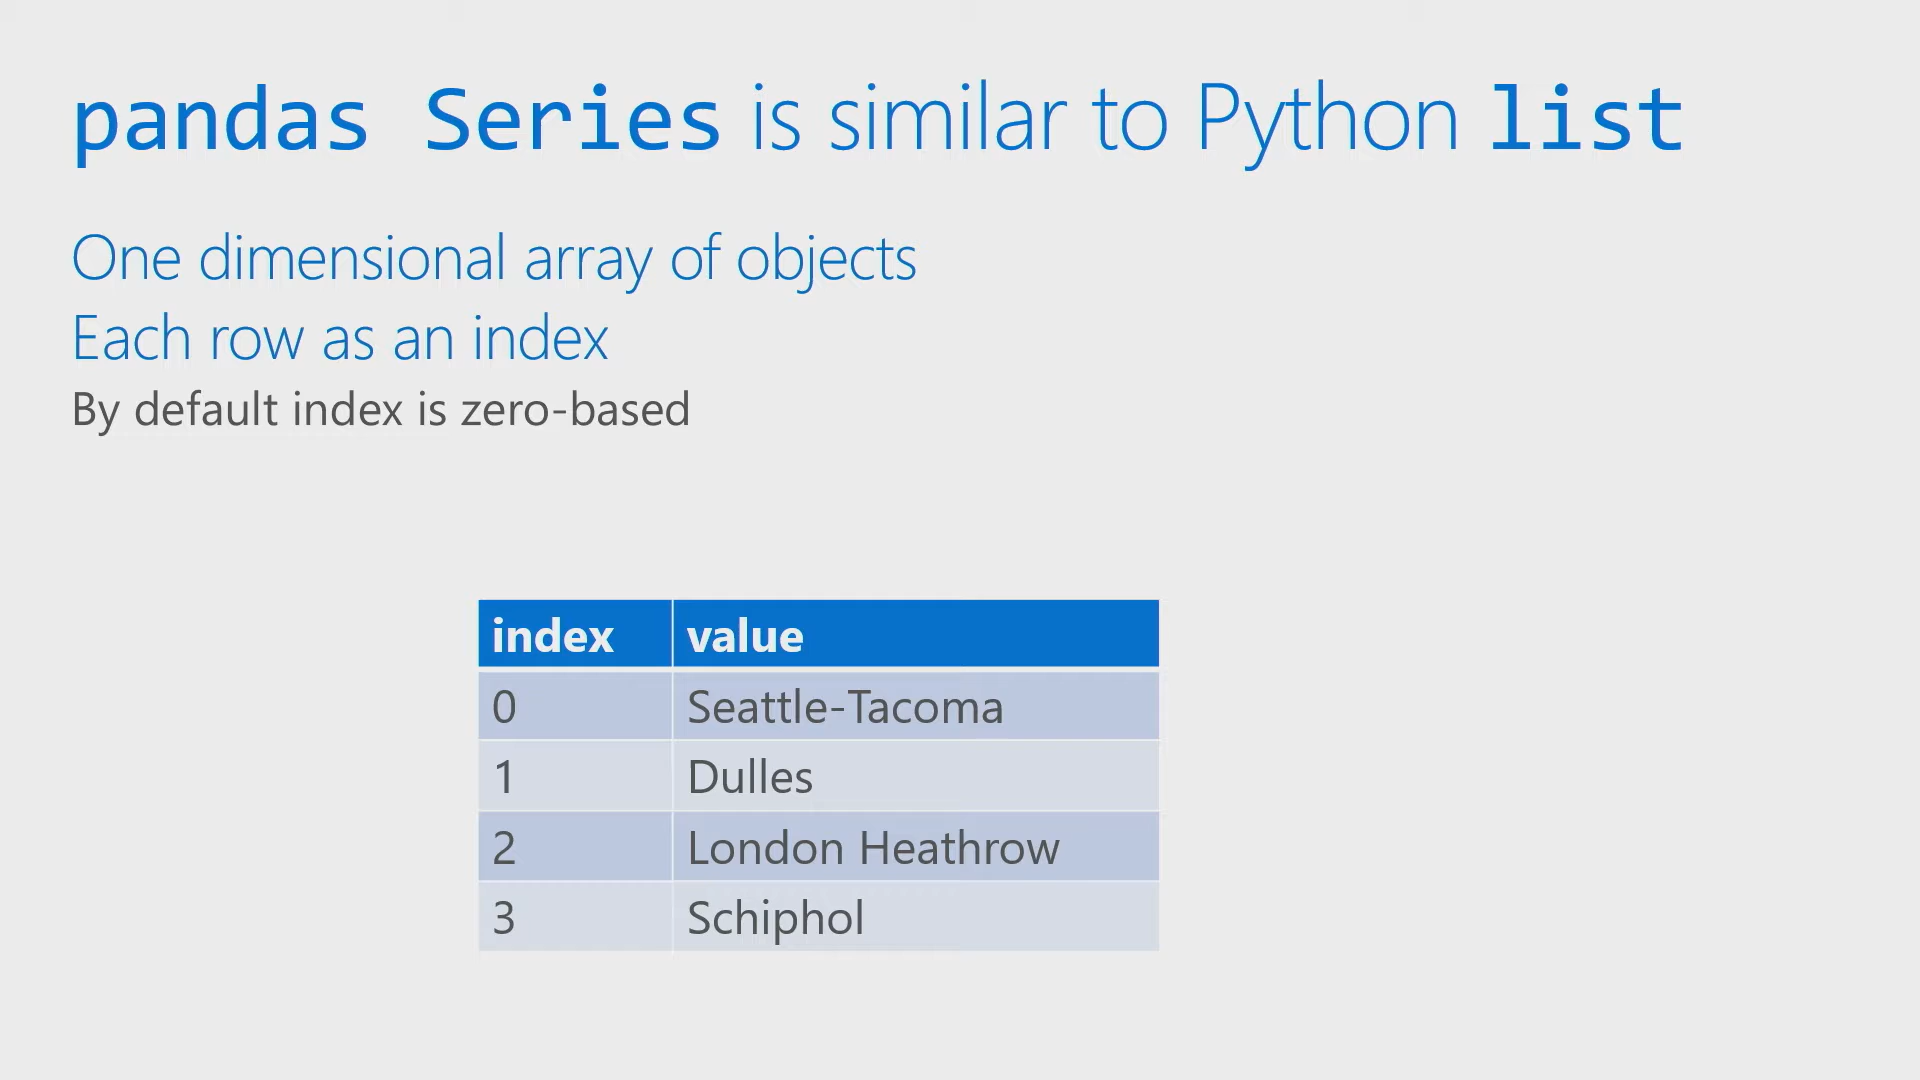 pandas Series is similar to Python list
One dimensional array of objects
Each row as an index
By default index is zero-based
index value
0 Seattle-Tacoma
1 Dulles
2 London Heathrow
3 Schiphol